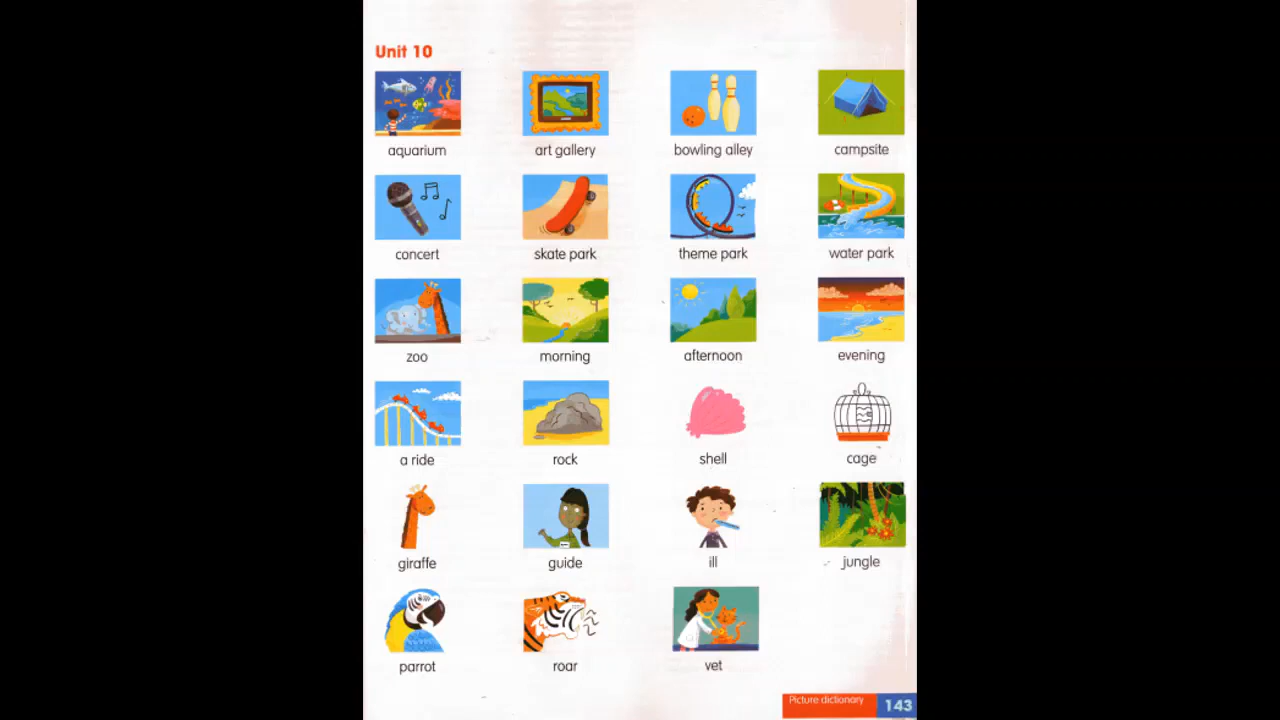 Unit 10
aquarium art gallery bowling alley campsite
concert skate park theme park water park
zoo morning afternoon evening
a ride rock shell cage
giraffe guide ill jungle
parrot roar vet
Picture dictionary 143